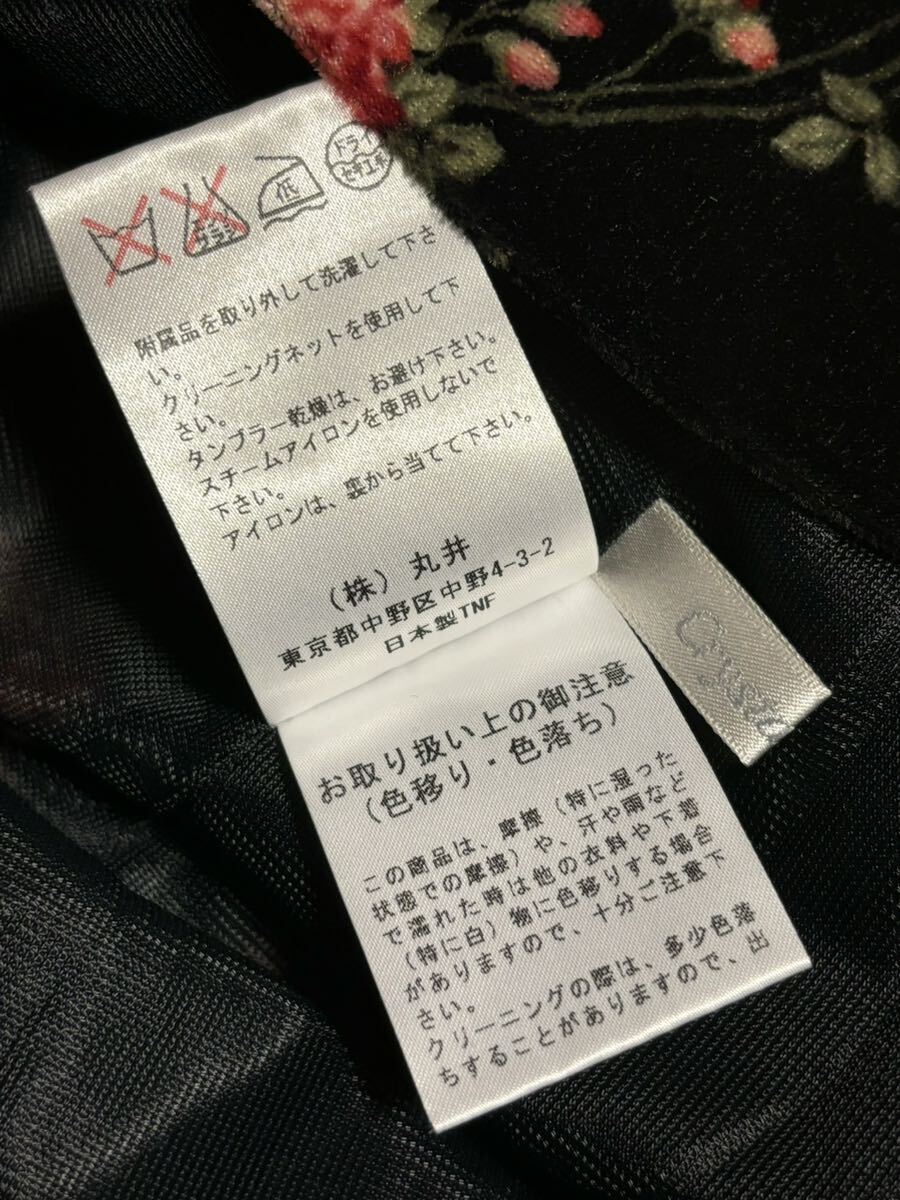 エンソ
サラシ
低
ドライ
セキユ系
附属品を取り外して洗濯して下さ
い。
クリーニングネットを使用して下
さい。
タンブラー乾燥は、お避け下さい。
スチームアイロンを使用しないで
下さい。
アイロンは、裏から当てて下さい。
(株)丸井
東京都中野区中野4-3-2
日本製TNF
お取り扱い上の御注意
(色移り・色落ち)
この商品は、摩擦(特に湿った
状態での摩擦)や、汗や雨など
で濡れた時は他の衣料や下着
(特に白)物に色移りする場合
がありますので、十分ご注意下
さい。
クリーニングの際は、多少色落
ちすることがありますので、出